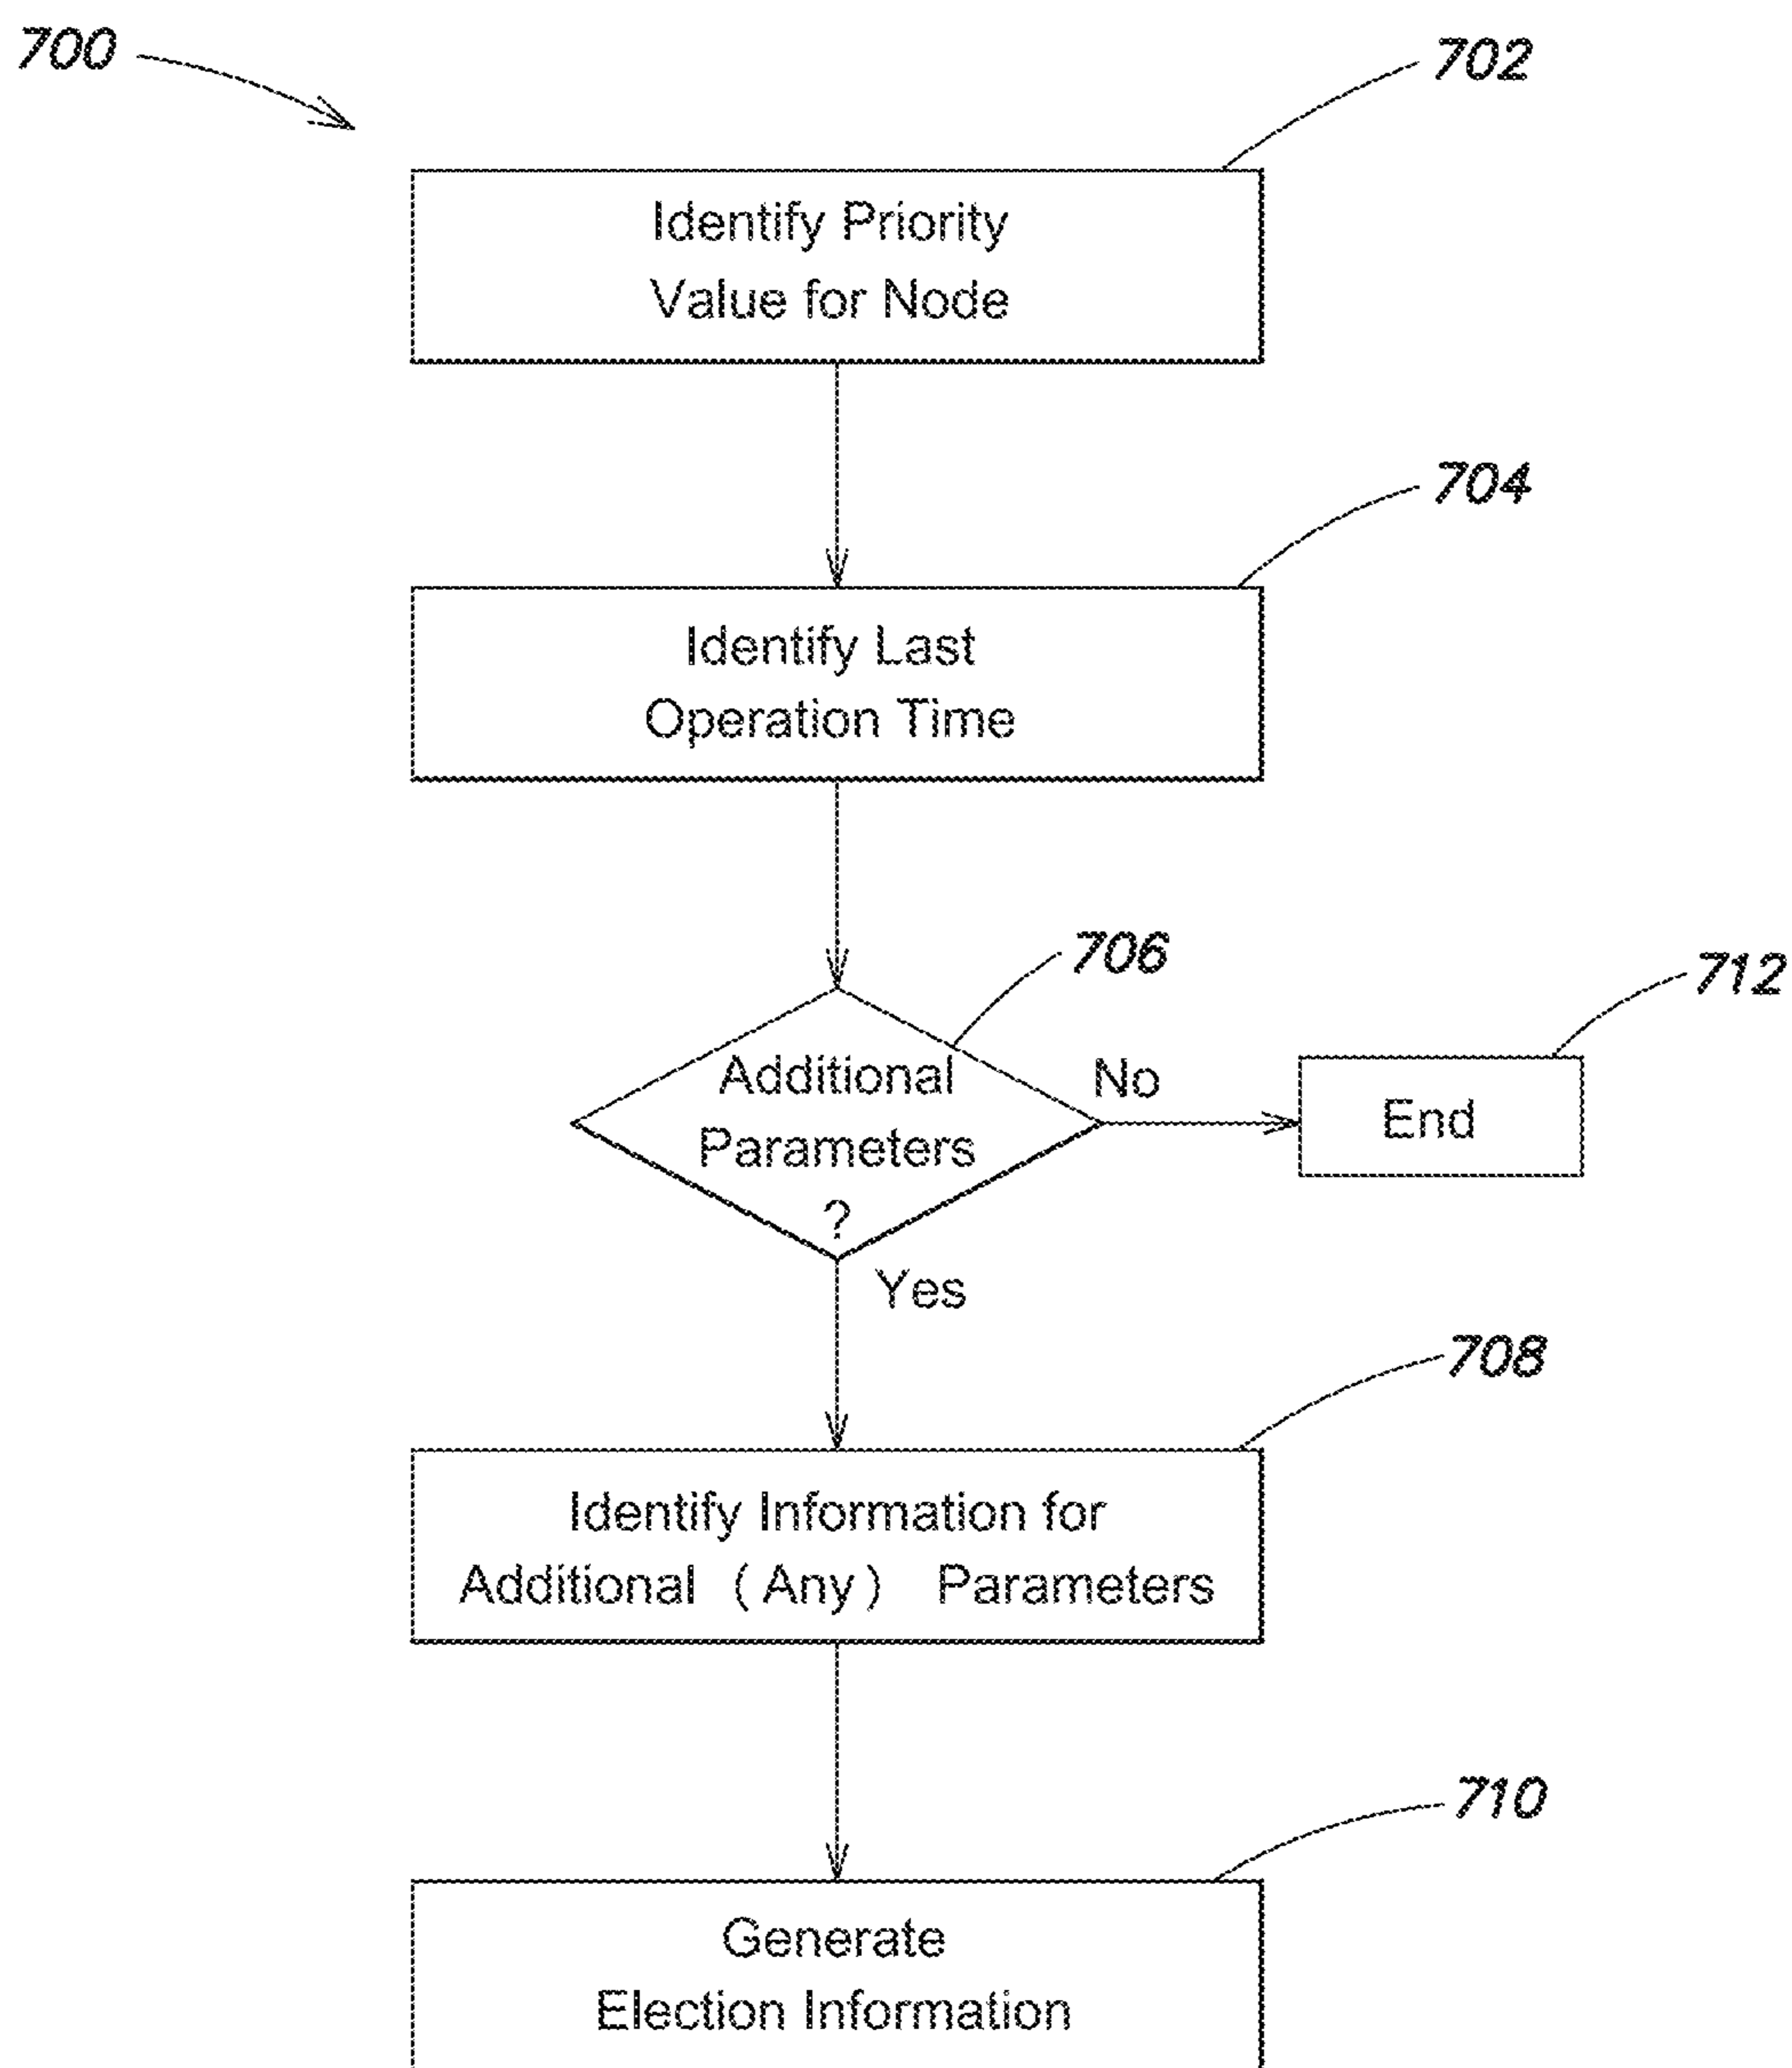 700
702
Identify Priority
Value for Node
704
Identify Last
Operation Time
706
712
Additional
Parameters
?
No
End
Yes
708
Identify Information for
Additional (Any) Parameters
710
Generate
Election Information